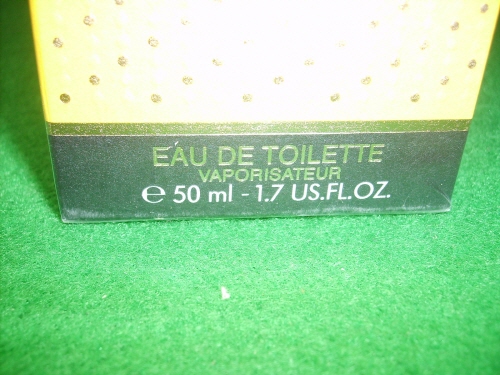 EAU DE TOILETTE
VAPORISATEUR
℮ 50 ml - 1.7 US.FL.OZ.